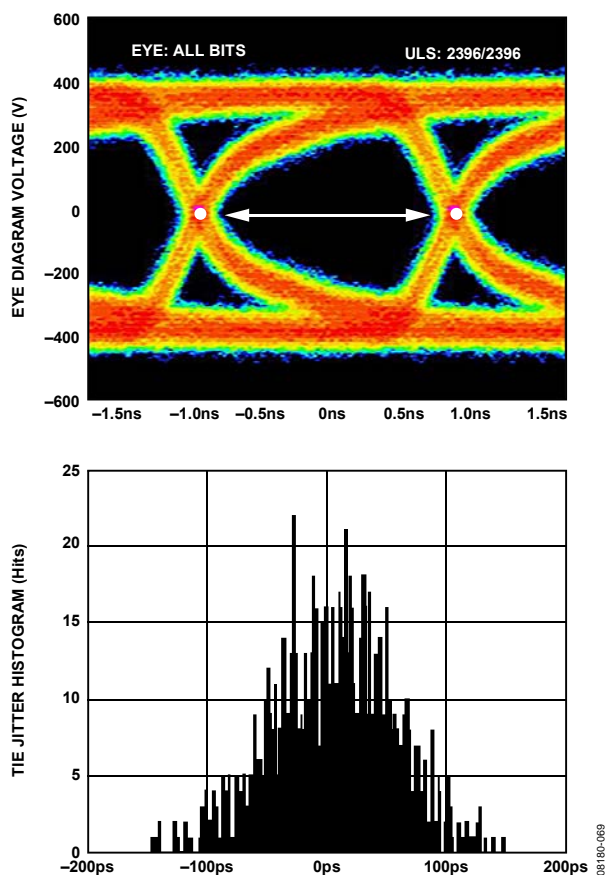 600
400
200
0
−200
−400
−600
EYE DIAGRAM VOLTAGE (V)
EYE: ALL BITS
ULS: 2396/2396
−1.5ns −1.0ns −0.5ns 0ns 0.5ns 1.0ns 1.5ns
25
20
15
10
5
0
TIE JITTER HISTOGRAM (Hits)
−200ps −100ps 0ps 100ps 200ps
08180-069